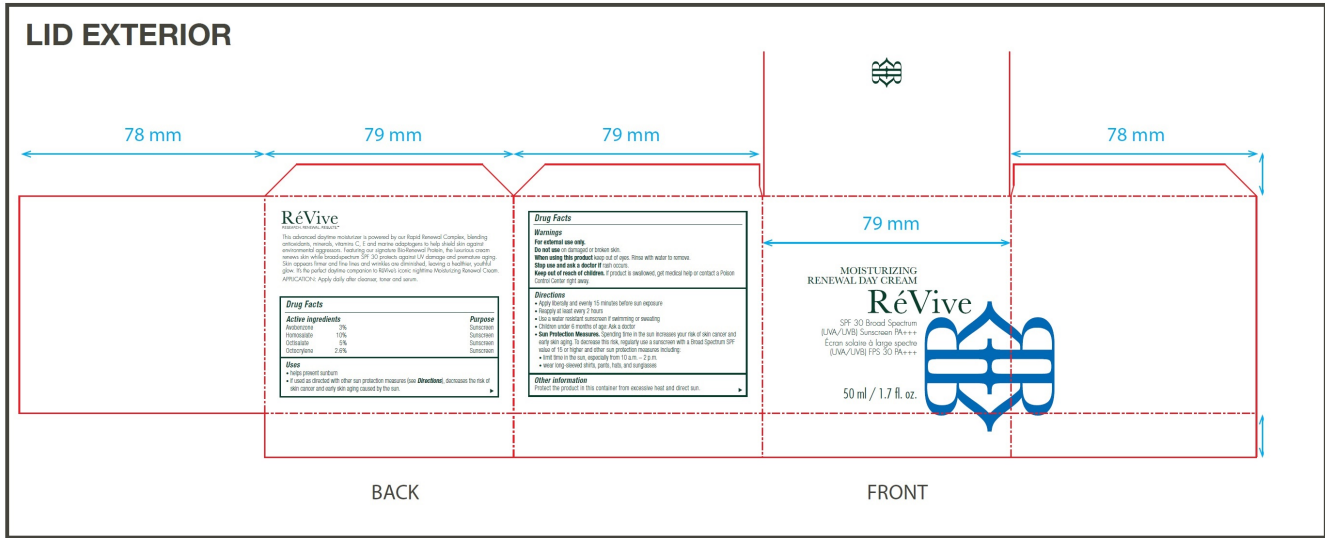 LID EXTERIOR
78 mm
79 mm
79 mm
78 mm
79 mm
RéVive
RESEARCH. RENEWAL. RESULTS™
This advanced daytime moisturizer is powered by our Rapid Renewal Complex, blending
antioxidants, minerals, vitamins C, E and marine adaptogens to help shield skin against
environmental aggressors. Featuring our signature Bio-Renewal Protein, the luxurious cream
renews skin while broad-spectrum SPF 30 protects against UV damage and premature aging.
Skin appears firmer and fine lines and wrinkles are diminished, leaving a healthier, youthful
glow. It's the perfect daytime companion to RéVive's iconic nighttime Moisturizing Renewal Cream.
APPLICATION: Apply daily after cleanser, toner and serum.
Drug Facts
Active ingredients Purpose
Avobenzone 3% Sunscreen
Homosalate 10% Sunscreen
Octisalate 5% Sunscreen
Octocrylene 2.6% Sunscreen
Uses
• helps prevent sunburn
• if used as directed with other sun protection measures (see Directions), decreases the risk of
skin cancer and early skin aging caused by the sun.
Drug Facts
Warnings
For external use only.
Do not use on damaged or broken skin.
When using this product keep out of eyes. Rinse with water to remove.
Stop use and ask a doctor if rash occurs.
Keep out of reach of children. If product is swallowed, get medical help or contact a Poison
Control Center right away.
Directions
• Apply liberally and evenly 15 minutes before sun exposure
• Reapply at least every 2 hours
• Use a water resistant sunscreen if swimming or sweating
• Children under 6 months of age: Ask a doctor
• Sun Protection Measures. Spending time in the sun increases your risk of skin cancer and
early skin aging. To decrease this risk, regularly use a sunscreen with a Broad Spectrum SPF
value of 15 or higher and other sun protection measures including:
• limit time in the sun, especially from 10 a.m. – 2 p.m.
• wear long-sleeved shirts, pants, hats, and sunglasses
Other information
Protect the product in this container from excessive heat and direct sun.
MOISTURIZING
RENEWAL DAY CREAM
RéVive
SPF 30 Broad Spectrum
(UVA/UVB) Sunscreen PA+++
Écran solaire à large spectre
(UVA/UVB) FPS 30 PA+++
50 ml / 1.7 fl. oz.
BACK
FRONT